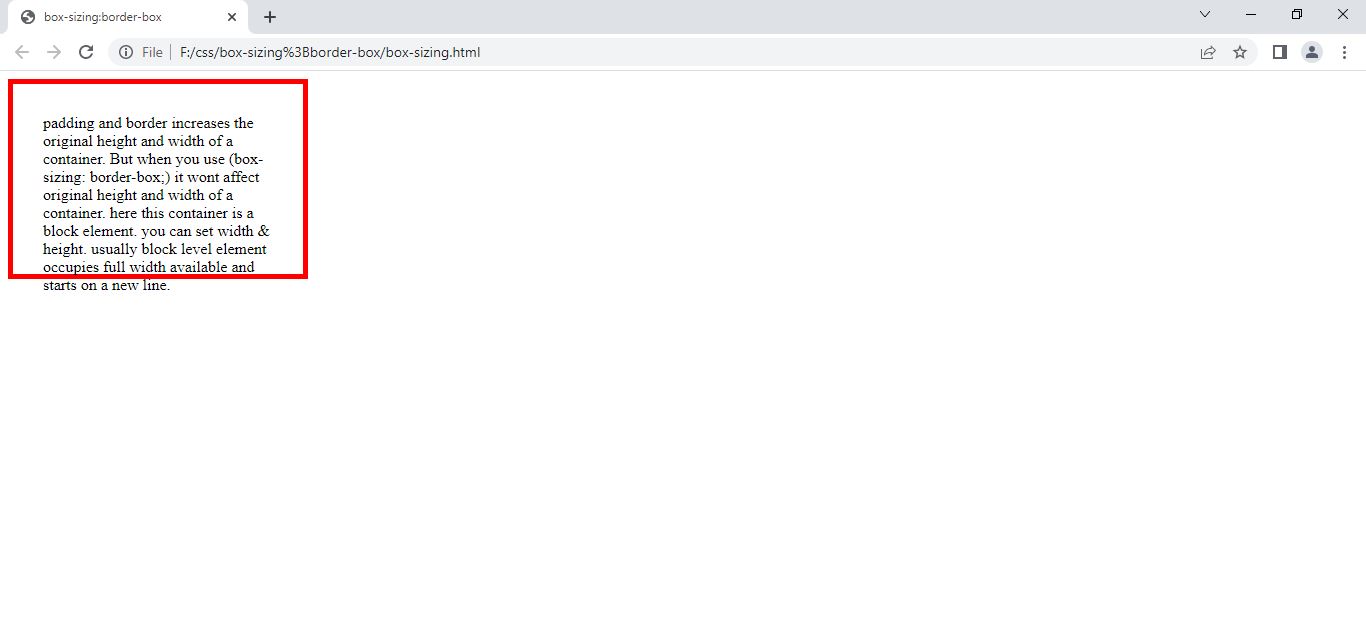 box-sizing:border-box
File
F:/css/box-sizing%3Bborder-box/box-sizing.html
padding and border increases the
original height and width of a
container. But when you use (box-
sizing: border-box;) it wont affect
original height and width of a
container. here this container is a
block element. you can set width &
height. usually block level element
occupies full width available and
starts on a new line.